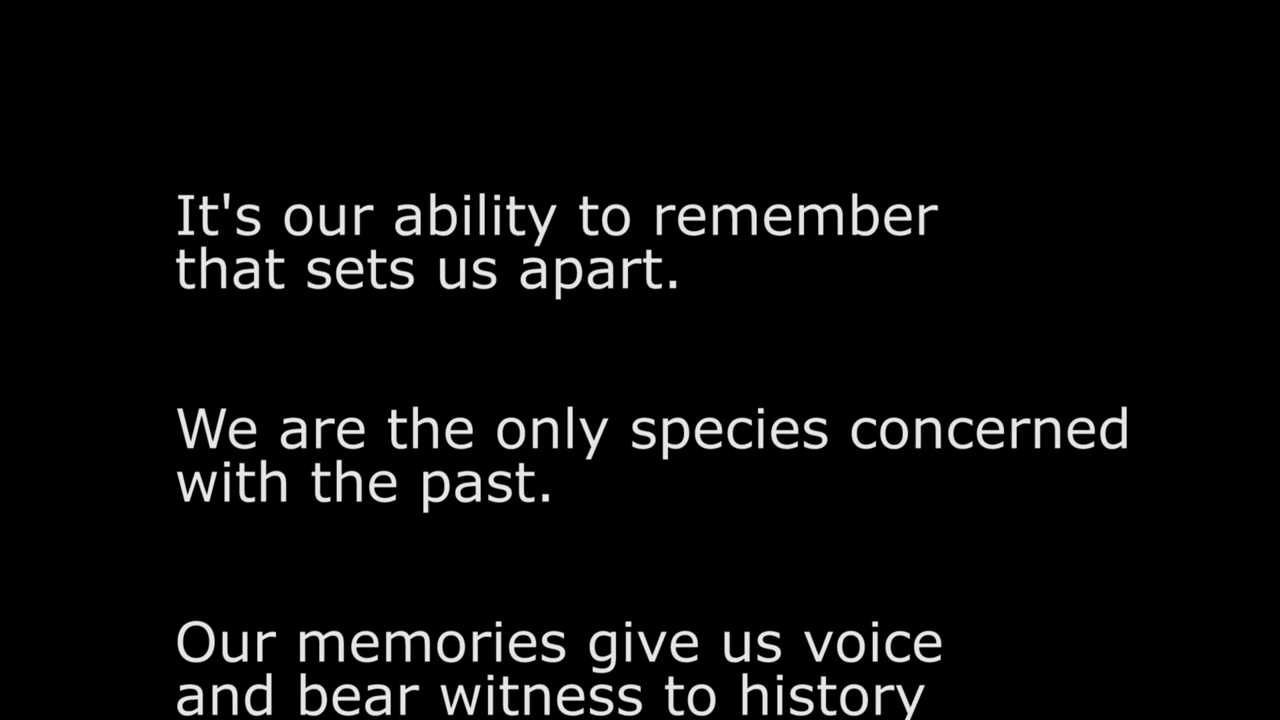 It's our ability to remember
that sets us apart.
We are the only species concerned
with the past.
Our memories give us voice
and bear witness to history